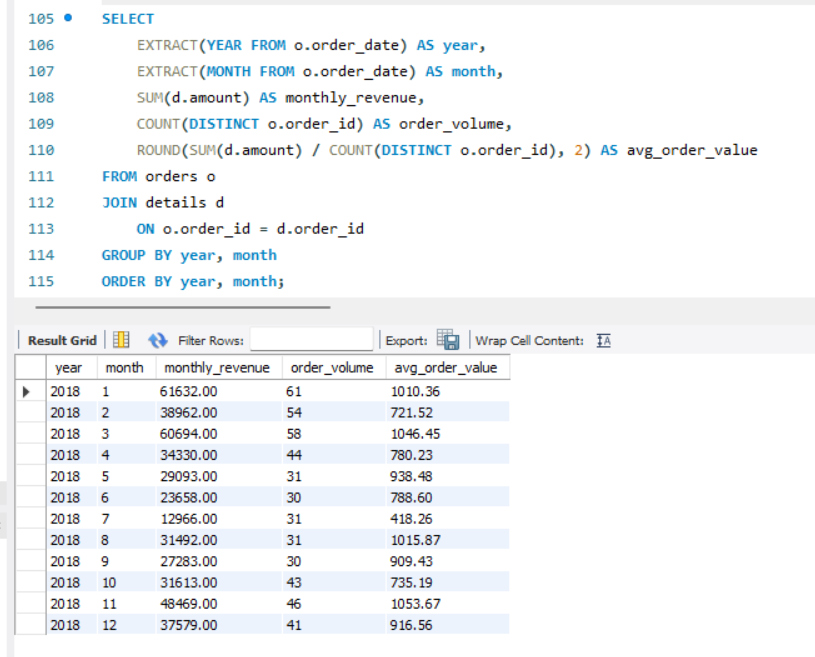 105 SELECT
106 EXTRACT(YEAR FROM o.order_date) AS year,
107 EXTRACT(MONTH FROM o.order_date) AS month,
108 SUM(d.amount) AS monthly_revenue,
109 COUNT(DISTINCT o.order_id) AS order_volume,
110 ROUND(SUM(d.amount) / COUNT(DISTINCT o.order_id), 2) AS avg_order_value
111 FROM orders o
112 JOIN details d
113 ON o.order_id = d.order_id
114 GROUP BY year, month
115 ORDER BY year, month;
Result Grid Filter Rows: Export: Wrap Cell Content:
year month monthly_revenue order_volume avg_order_value
2018 1 61632.00 61 1010.36
2018 2 38962.00 54 721.52
2018 3 60694.00 58 1046.45
2018 4 34330.00 44 780.23
2018 5 29093.00 31 938.48
2018 6 23658.00 30 788.60
2018 7 12966.00 31 418.26
2018 8 31492.00 31 1015.87
2018 9 27283.00 30 909.43
2018 10 31613.00 43 735.19
2018 11 48469.00 46 1053.67
2018 12 37579.00 41 916.56